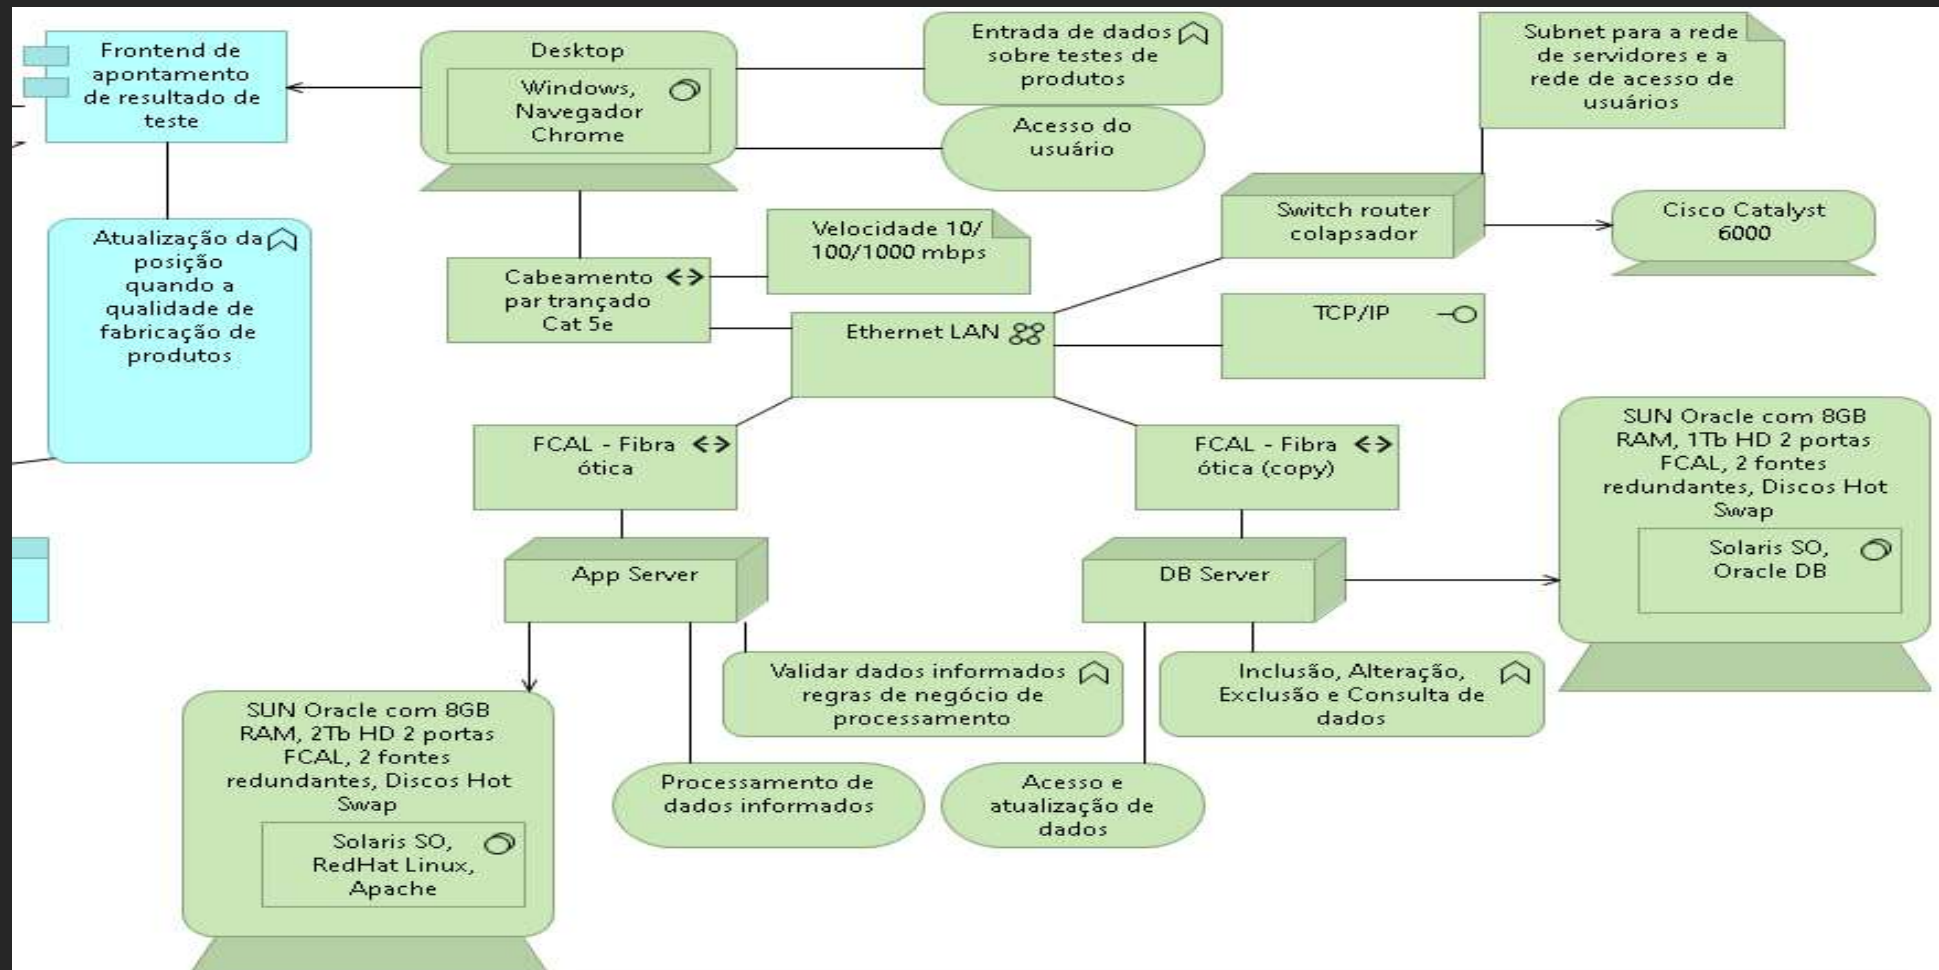 Frontend de
apontamento
de resultado de
teste
Desktop
Windows,
Navegador
Chrome
Entrada de dados
sobre testes de
produtos
Acesso do
usuário
Subnet para a rede
de servidores e a
rede de acesso de
usuários
Switch router
colapsador
Cisco Catalyst
6000
Atualização da
posição
quando a
qualidade de
fabricação de
produtos
Velocidade 10/
100/1000 mbps
Cabeamento
par trançado
Cat 5e
Ethernet LAN
TCP/IP
FCAL - Fibra
ótica
FCAL - Fibra
ótica (copy)
SUN Oracle com 8GB
RAM, 1Tb HD 2 portas
FCAL, 2 fontes
redundantes, Discos Hot
Swap
Solaris SO,
Oracle DB
App Server
DB Server
Validar dados informados
regras de negócio de
processamento
Inclusão, Alteração,
Exclusão e Consulta de
dados
SUN Oracle com 8GB
RAM, 2Tb HD 2 portas
FCAL, 2 fontes
redundantes, Discos Hot
Swap
Solaris SO,
RedHat Linux,
Apache
Processamento de
dados informados
Acesso e
atualização de
dados